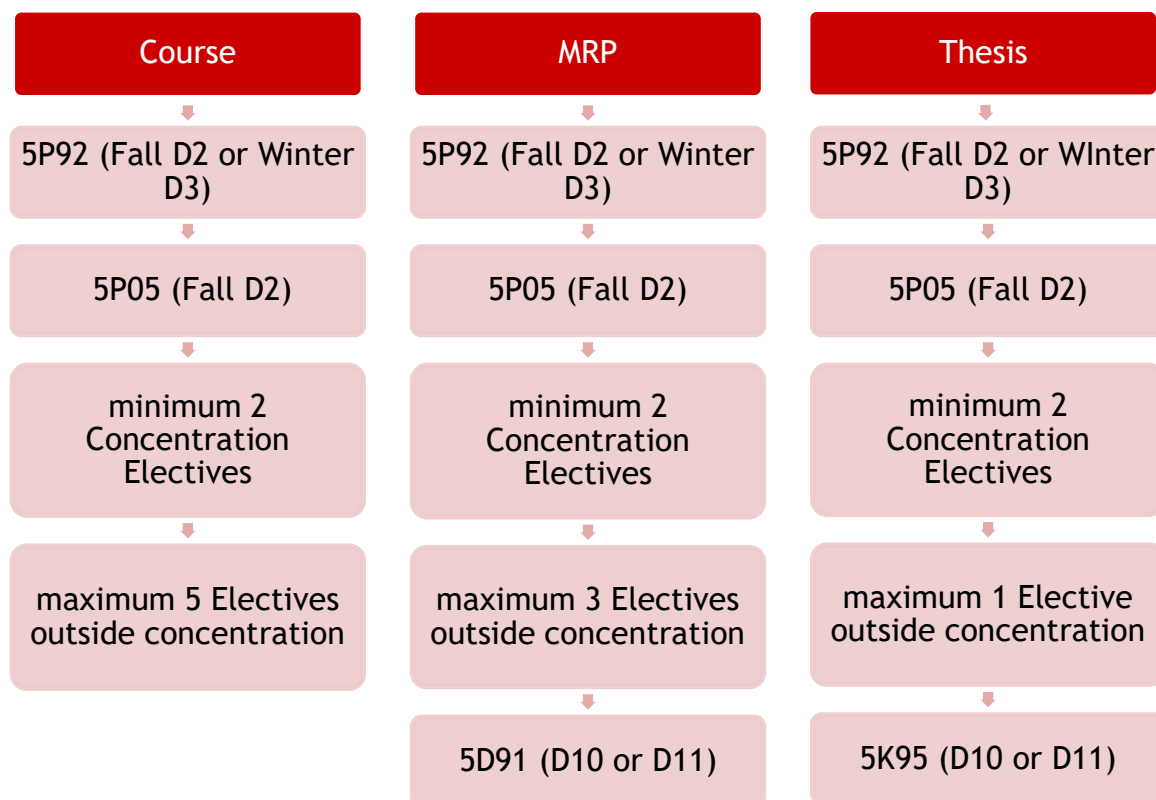 Course
5P92 (Fall D2 or Winter
D3)
5P05 (Fall D2)
minimum 2
Concentration
Electives
maximum 5 Electives
outside concentration
MRP
5P92 (Fall D2 or Winter
D3)
5P05 (Fall D2)
minimum 2
Concentration
Electives
maximum 3 Electives
outside concentration
5D91 (D10 or D11)
Thesis
5P92 (Fall D2 or WInter
D3)
5P05 (Fall D2)
minimum 2
Concentration
Electives
maximum 1 Elective
outside concentration
5K95 (D10 or D11)